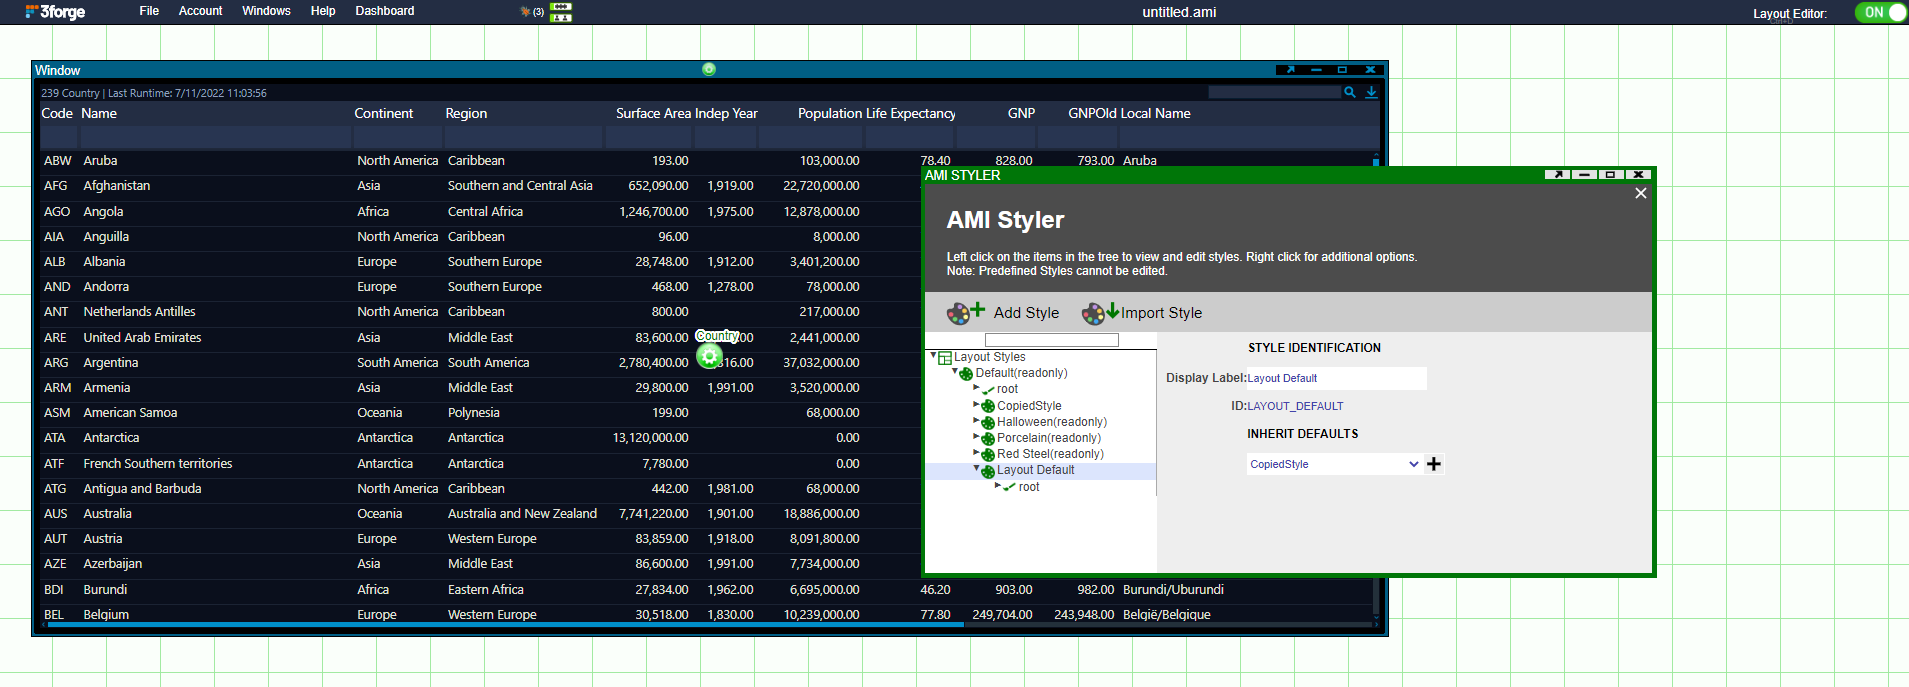 3forge File Account Windows Help Dashboard (3) untitled.ami Layout Editor: ON
Ctrl+D
Window
239 Country | Last Runtime: 7/11/2022 11:03:56
Code Name Continent Region Surface Area Indep Year Population Life Expectancy GNP GNPOld Local Name
ABW Aruba North America Caribbean 193.00 103,000.00 78.40 828.00 793.00 Aruba
AFG Afghanistan Asia Southern and Central Asia 652,090.00 1,919.00 22,720,000.00
AGO Angola Africa Central Africa 1,246,700.00 1,975.00 12,878,000.00
AIA Anguilla North America Caribbean 96.00 8,000.00
ALB Albania Europe Southern Europe 28,748.00 1,912.00 3,401,200.00
AND Andorra Europe Southern Europe 468.00 1,278.00 78,000.00
ANT Netherlands Antilles North America Caribbean 800.00 217,000.00
ARE United Arab Emirates Asia Middle East 83,600.00 2,441,000.00
Country
ARG Argentina South America South America 2,780,400.00 37,032,000.00
ARM Armenia Asia Middle East 29,800.00 1,991.00 3,520,000.00
ASM American Samoa Oceania Polynesia 199.00 68,000.00
ATA Antarctica Antarctica Antarctica 13,120,000.00 0.00
ATF French Southern territories Antarctica Antarctica 7,780.00 0.00
ATG Antigua and Barbuda North America Caribbean 442.00 1,981.00 68,000.00
AUS Australia Oceania Australia and New Zealand 7,741,220.00 1,901.00 18,886,000.00
AUT Austria Europe Western Europe 83,859.00 1,918.00 8,091,800.00
AZE Azerbaijan Asia Middle East 86,600.00 1,991.00 7,734,000.00
BDI Burundi Africa Eastern Africa 27,834.00 1,962.00 6,695,000.00 46.20 903.00 982.00 Burundi/Uburundi
BEL Belgium Europe Western Europe 30,518.00 1,830.00 10,239,000.00 77.80 249,704.00 243,948.00 België/Belgique
AMI STYLER
AMI Styler
Left click on the items in the tree to view and edit styles. Right click for additional options.
Note: Predefined Styles cannot be edited.
Add Style Import Style
Layout Styles
Default(readonly)
root
CopiedStyle
Halloween(readonly)
Porcelain(readonly)
Red Steel(readonly)
Layout Default
root
STYLE IDENTIFICATION
Display Label: Layout Default
ID: LAYOUT_DEFAULT
INHERIT DEFAULTS
CopiedStyle